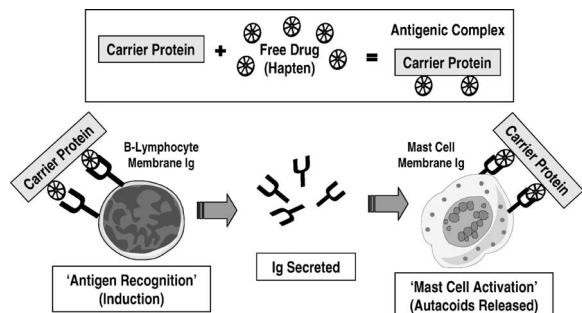 Antigenic Complex
Carrier Protein + Free Drug = Carrier Protein
(Hapten)
Carrier Protein
B-Lymphocyte
Membrane Ig
Mast Cell
Membrane Ig
Carrier Protein
'Antigen Recognition'
(Induction)
Ig Secreted
'Mast Cell Activation'
(Autacoids Released)